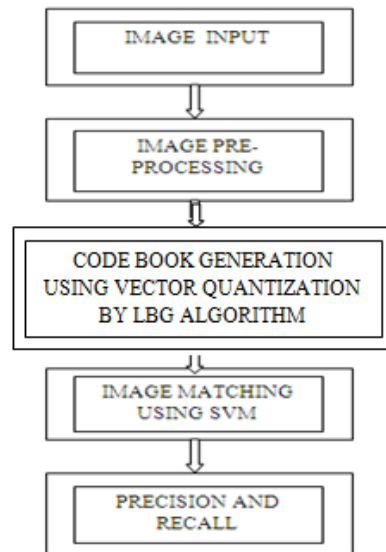 IMAGE INPUT
IMAGE PRE-
PROCESSING
CODE BOOK GENERATION
USING VECTOR QUANTIZATION
BY LBG ALGORITHM
IMAGE MATCHING
USING SVM
PRECISION AND
RECALL